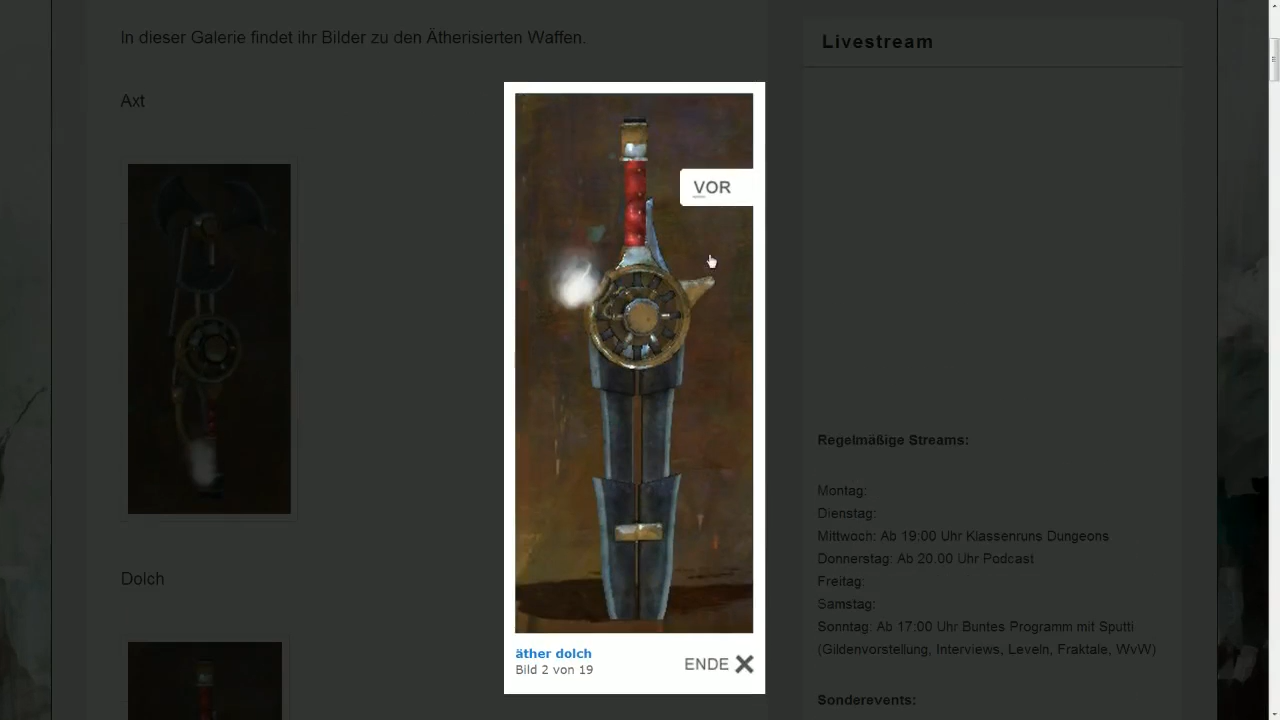 In dieser Galerie findet ihr Bilder zu den Ätherisierten Waffen.
Axt
Dolch
VOR
äther dolch
Bild 2 von 19
ENDE
Livestream
Regelmäßige Streams:
Montag:
Dienstag:
Mittwoch: Ab 19:00 Uhr Klassenruns Dungeons
Donnerstag: Ab 20.00 Uhr Podcast
Freitag:
Samstag:
Sonntag: Ab 17:00 Uhr Buntes Programm mit Sputti
(Gildenvorstellung, Interviews, Leveln, Fraktale, WvW)
Sonderevents: